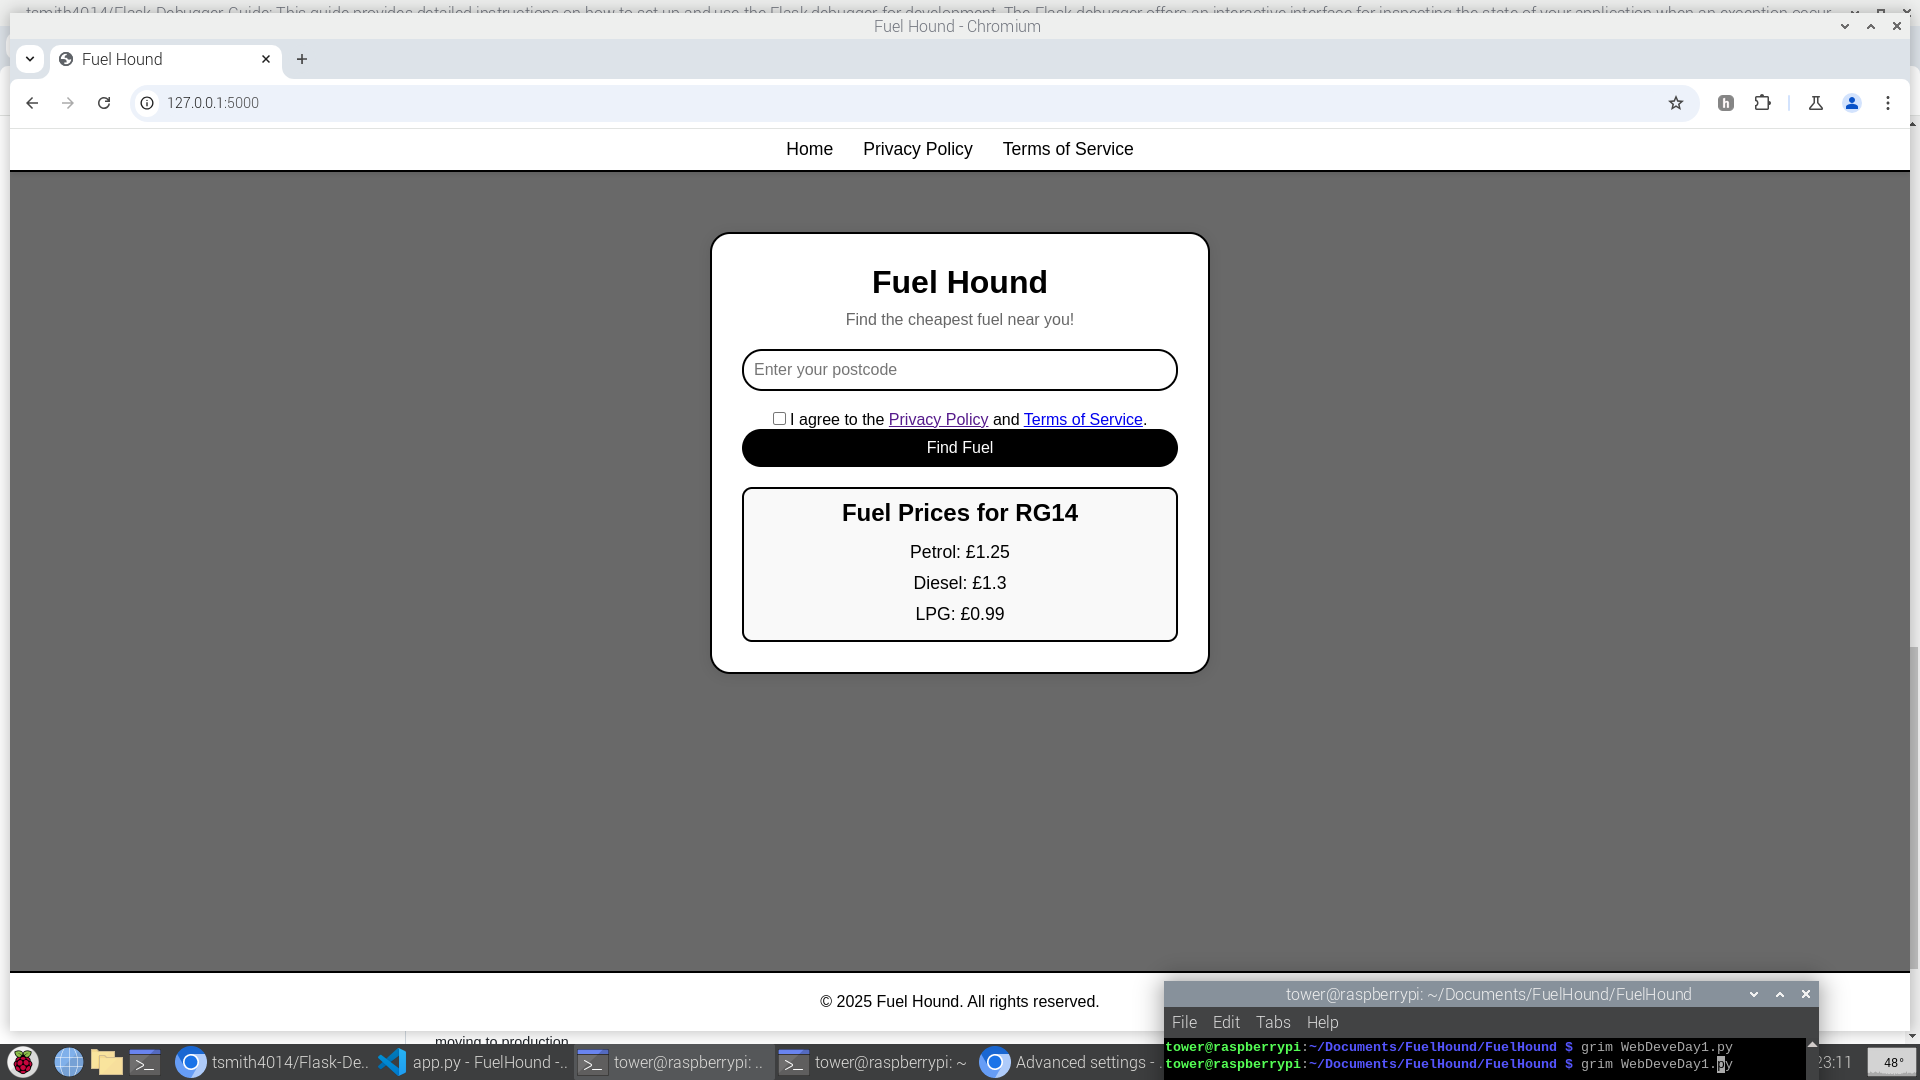 tsmith4014/Flask-Debugger-Guide: This guide provides detailed instructions on how to set up and use the Flask debugger for development. The Flask debugger offers an interactive interface for inspecting the state of your application when an exception occur
Fuel Hound - Chromium
Fuel Hound
127.0.0.1:5000
h
Home Privacy Policy Terms of Service
Fuel Hound
Find the cheapest fuel near you!
Enter your postcode
I agree to the Privacy Policy and Terms of Service.
Find Fuel
Fuel Prices for RG14
Petrol: £1.25
Diesel: £1.3
LPG: £0.99
© 2025 Fuel Hound. All rights reserved.
moving to production
tower@raspberrypi: ~/Documents/FuelHound/FuelHound
File Edit Tabs Help
tower@raspberrypi:~/Documents/FuelHound/FuelHound $ grim WebDeveDay1.py
tower@raspberrypi:~/Documents/FuelHound/FuelHound $ grim WebDeveDay1.py
tsmith4014/Flask-De.. app.py - FuelHound -.. tower@raspberrypi: .. tower@raspberrypi: ~ Advanced settings - . 23:11 48°